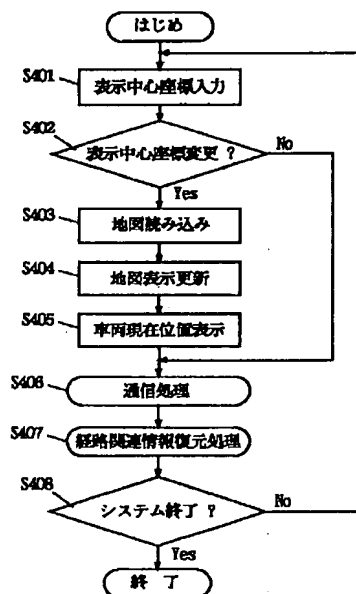 はじめ
S401
表示中心座標入力
S402
表示中心座標変更 ?
No
Yes
S403
地図読み込み
S404
地図表示更新
S405
車両現在位置表示
S406
通信処理
S407
経路関連情報復元処理
S408
システム終了 ?
No
Yes
終 了